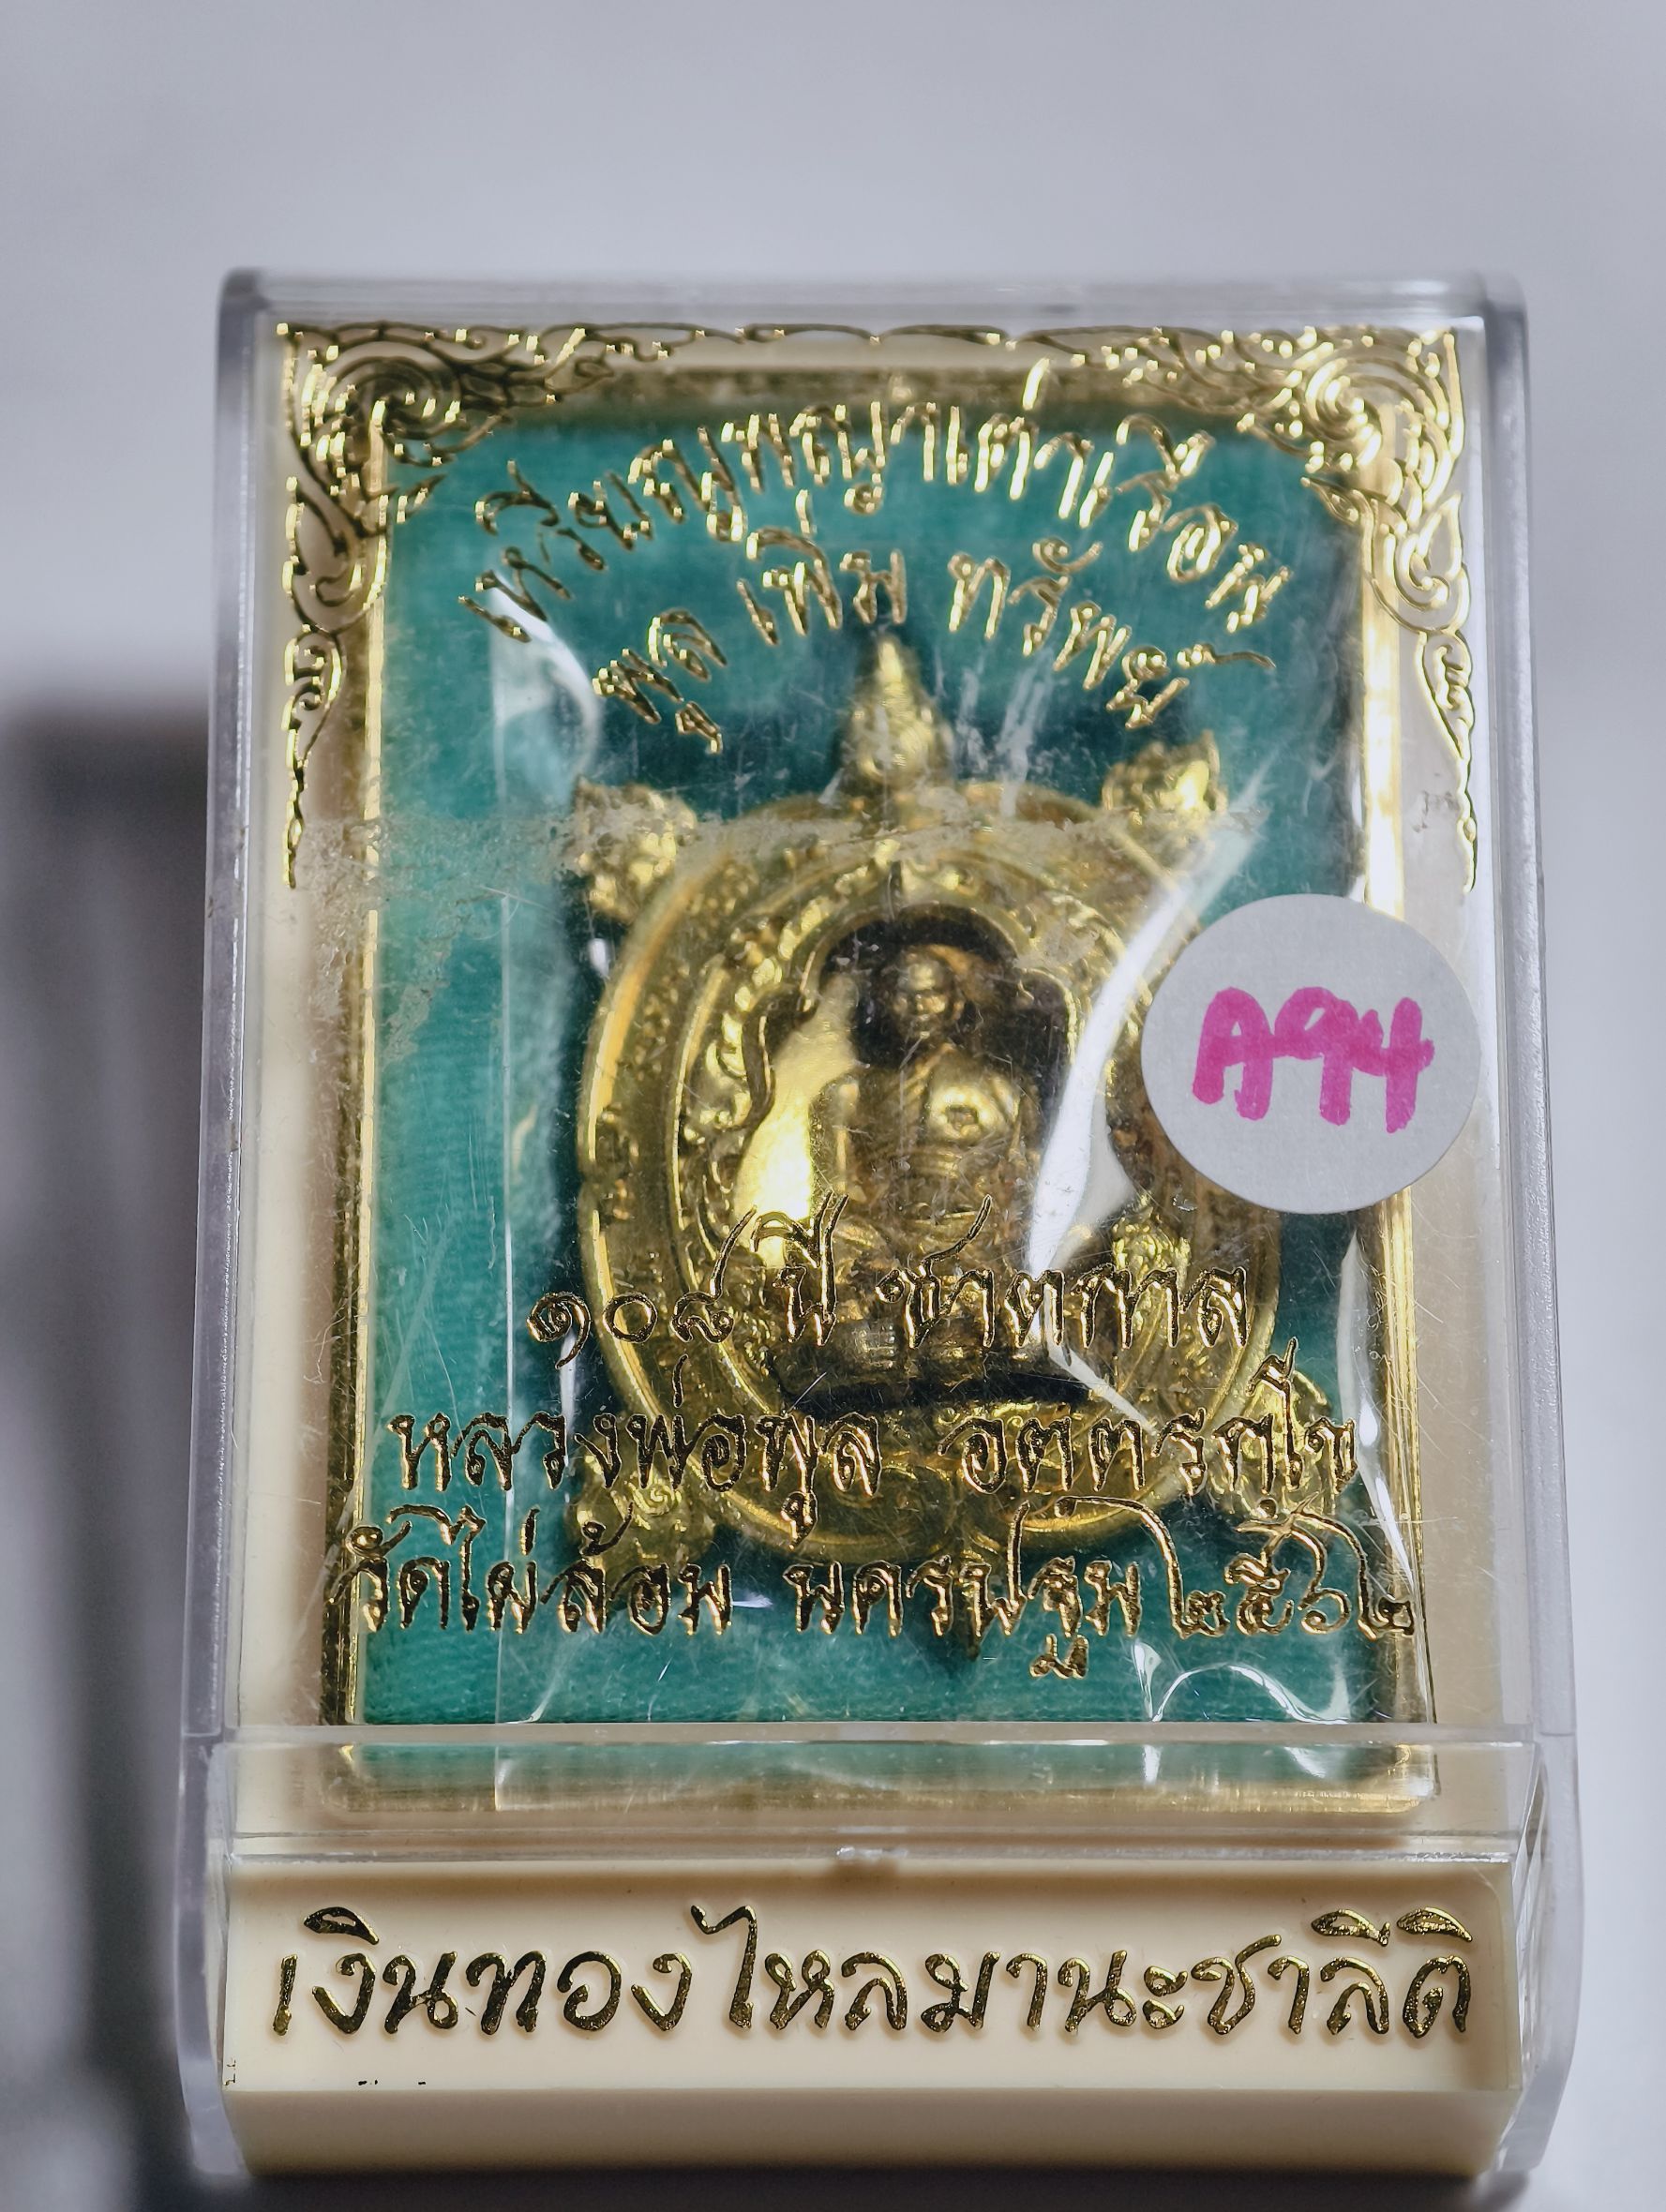 เหรียญพญาเต่าเรือน
พูล เพิ่ม ทรัพย์
A94
๑๐๘ ปี ชาตกาล
หลวงพ่อพูล อตฺตรกฺโข
วัดไผ่ล้อม นครปฐม ๒๕๖๒
เงินทองไหลมานะชาลีติ